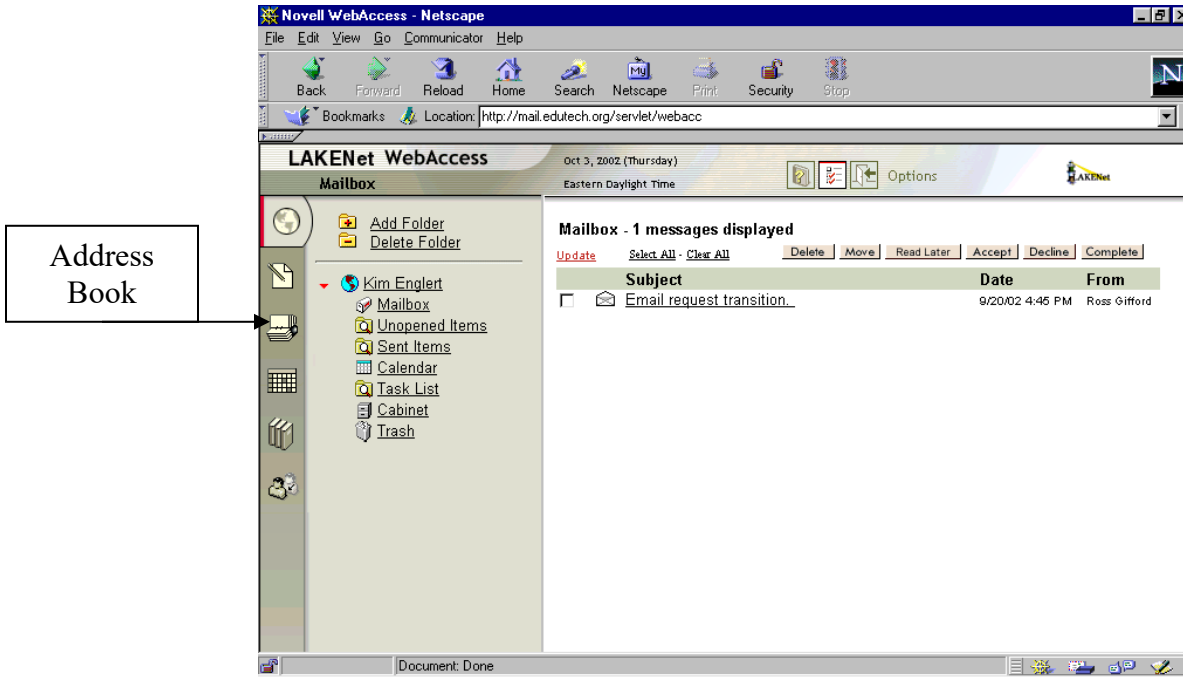 Novell WebAccess - Netscape
File Edit View Go Communicator Help
Back Forward Reload Home Search Netscape Print Security Stop
My
N
Bookmarks Location: http://mail.edutech.org/servlet/webacc
LAKENet WebAccess
Mailbox
Oct 3, 2002 (Thursday)
Eastern Daylight Time
Options
LAKENet
Address
Book
Add Folder
Delete Folder
Kim Englert
Mailbox
Unopened Items
Sent Items
Calendar
Task List
Cabinet
Trash
Mailbox - 1 messages displayed
Update Select All - Clear All Delete Move Read Later Accept Decline Complete
Subject Date From
Email request transition. 9/20/02 4:45 PM Ross Gifford
Document: Done